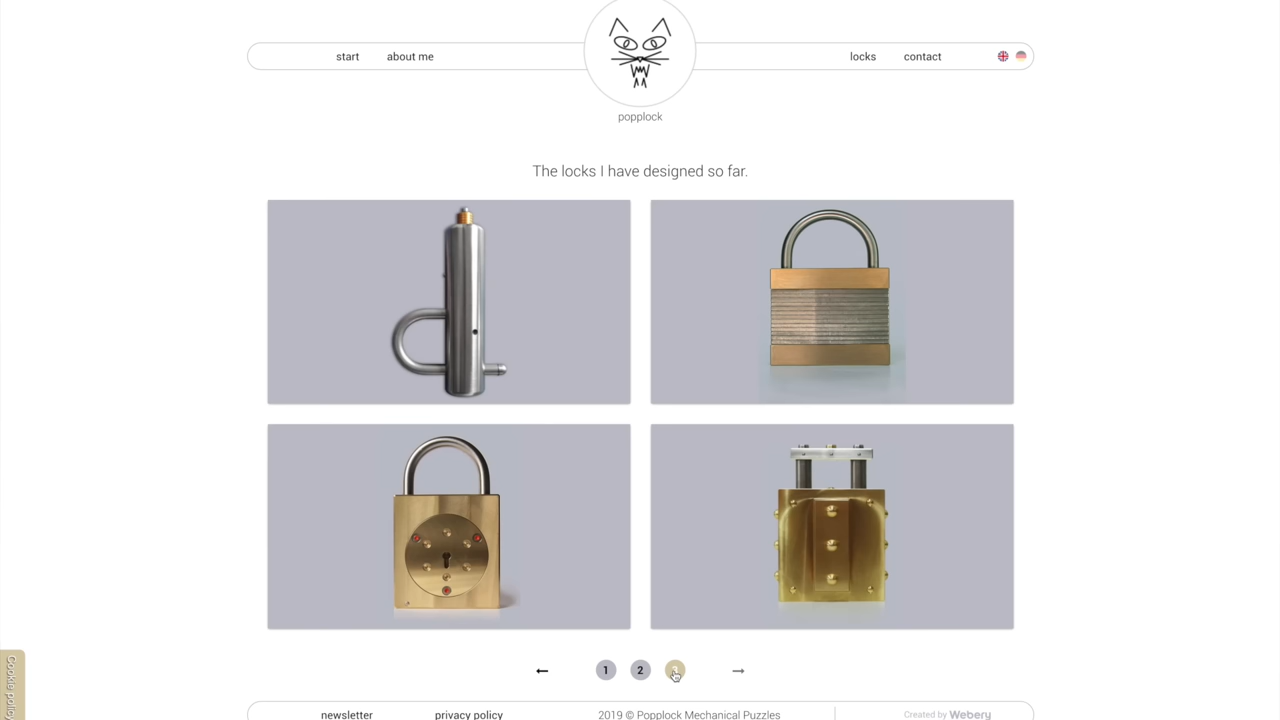 start about me
locks contact
popplock
The locks I have designed so far.
1 2 3
newsletter privacy policy 2019 © Popplock Mechanical Puzzles Created by Webery
Cookie policy